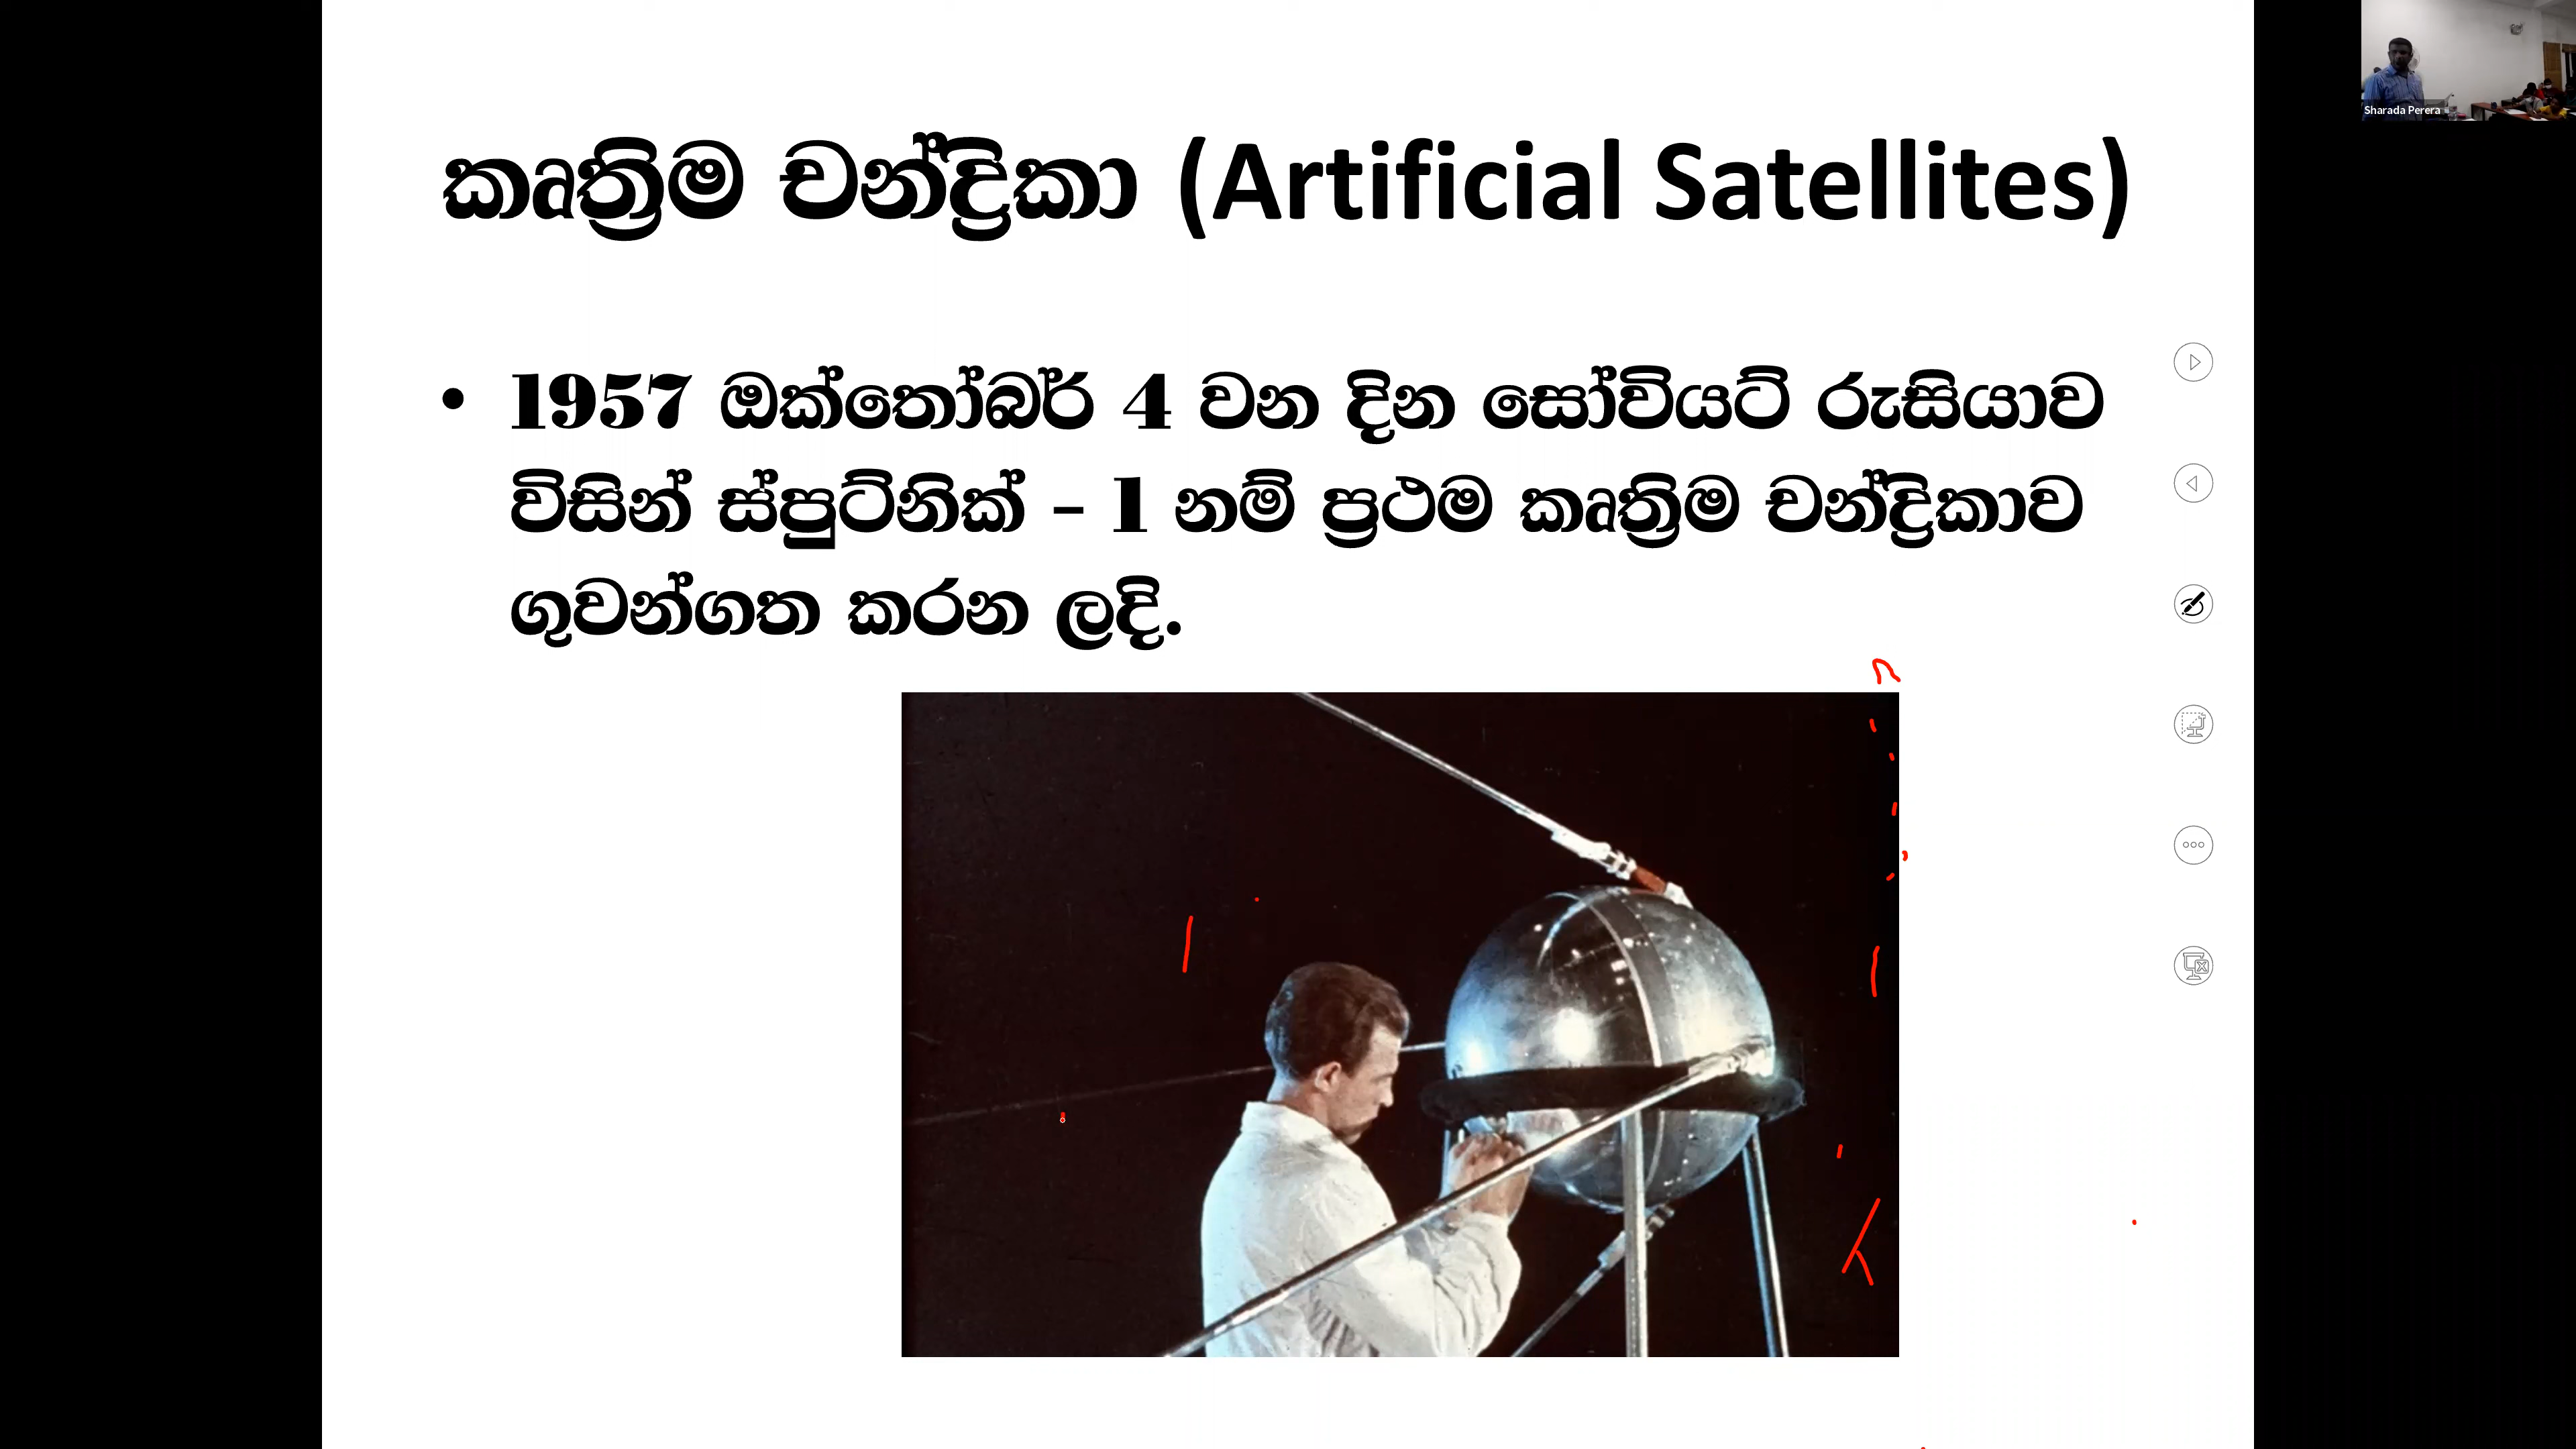 Sharada Perera
කෘත්‍රිම චන්ද්‍රිකා (Artificial Satellites)
• 1957 ඔක්තෝබර් 4 වන දින සෝවියට් රුසියාව
විසින් ස්පුට්නික් – 1 නම් ප්‍රථම කෘත්‍රිම චන්ද්‍රිකාව
ගුවන්ගත කරන ලදි.